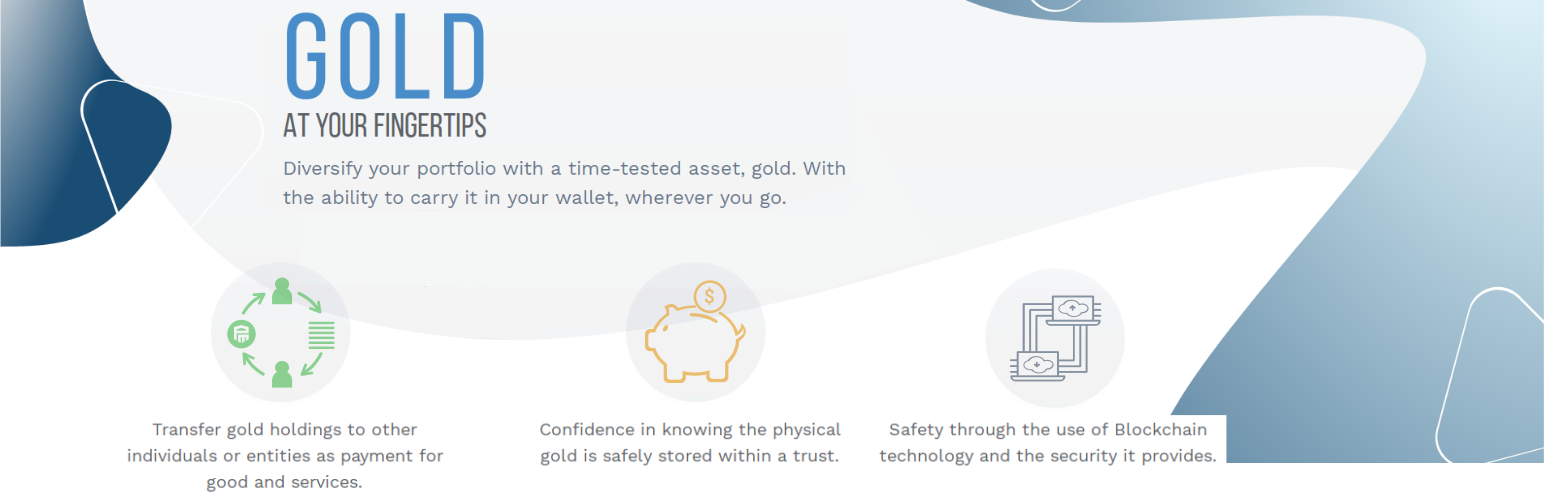 GOLD
AT YOUR FINGERTIPS
Diversify your portfolio with a time-tested asset, gold. With
the ability to carry it in your wallet, wherever you go.
$
Transfer gold holdings to other
individuals or entities as payment for
good and services.
Confidence in knowing the physical
gold is safely stored within a trust.
Safety through the use of Blockchain
technology and the security it provides.